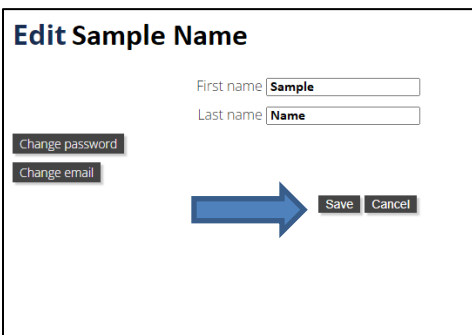 Edit Sample Name
First name Sample
Last name Name
Change password
Change email
Save Cancel